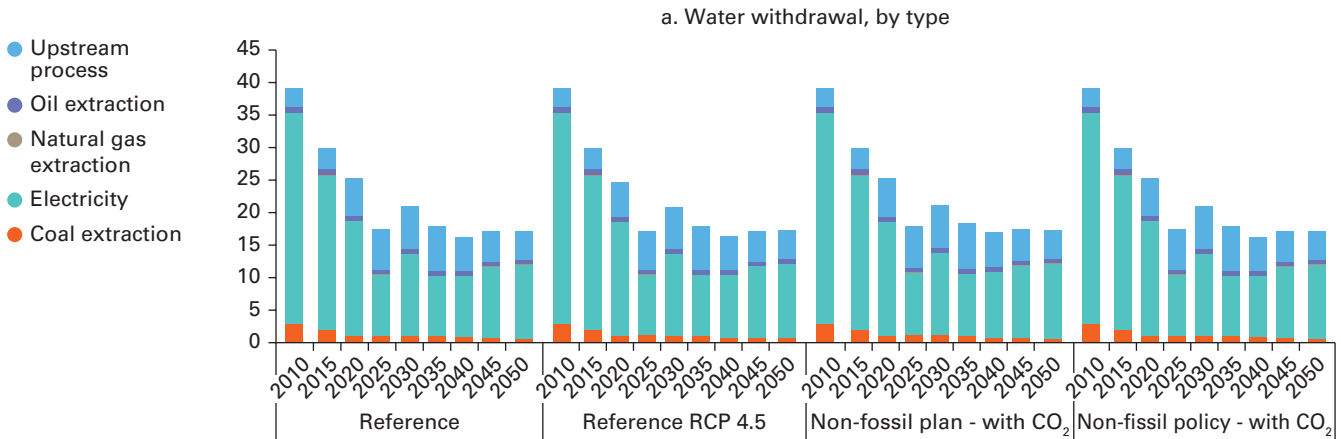 a. Water withdrawal, by type
Upstream
process
Oil extraction
Natural gas
extraction
Electricity
Coal extraction
45
40
35
30
25
20
15
10
5
0
2010 2015 2020 2025 2030 2035 2040 2045 2050 2010 2015 2020 2025 2030 2035 2040 2045 2050 2010 2015 2020 2025 2030 2035 2040 2045 2050 2010 2015 2020 2025 2030 2035 2040 2045 2050
Reference Reference RCP 4.5 Non-fossil plan - with CO₂ Non-fissil policy - with CO₂